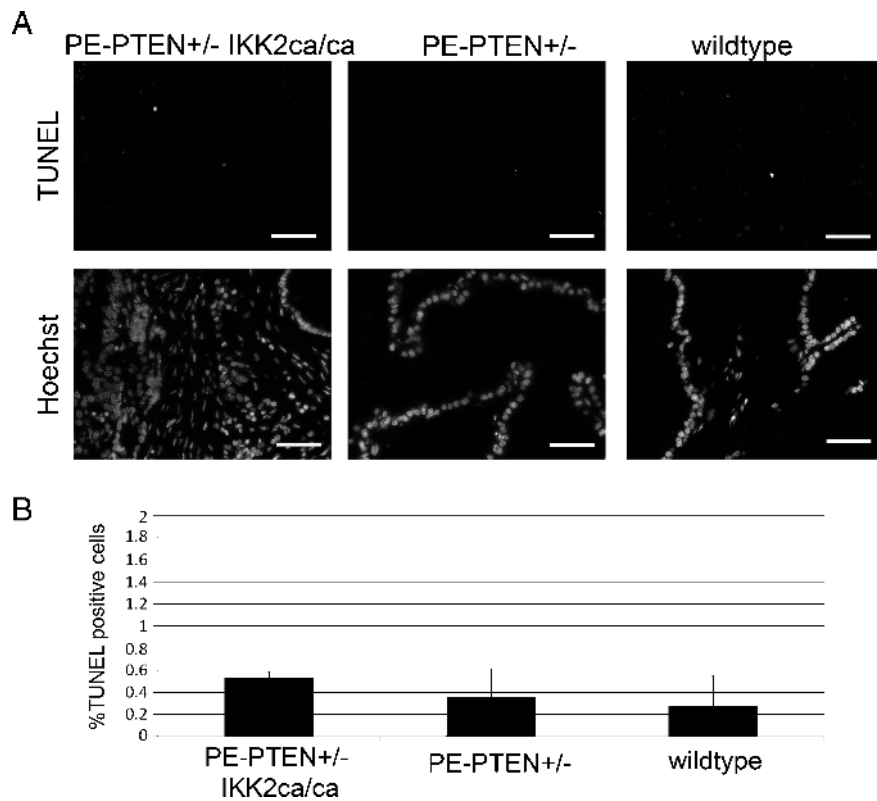 A
PE-PTEN+/- IKK2ca/ca
PE-PTEN+/-
wildtype
TUNEL
Hoechst
B
%TUNEL positive cells
2
1.8
1.6
1.4
1.2
1
0.8
0.6
0.4
0.2
0
PE-PTEN+/-
IKK2ca/ca
PE-PTEN+/-
wildtype